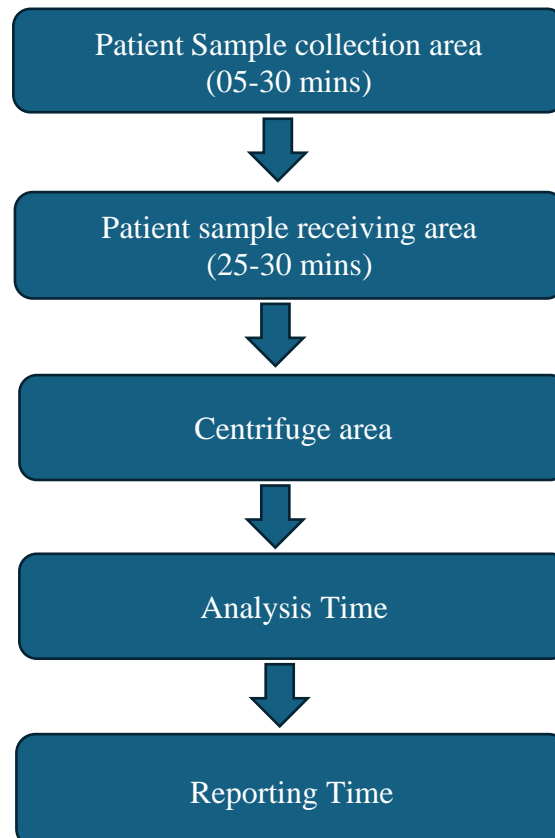 Patient Sample collection area
(05-30 mins)
Patient sample receiving area
(25-30 mins)
Centrifuge area
Analysis Time
Reporting Time